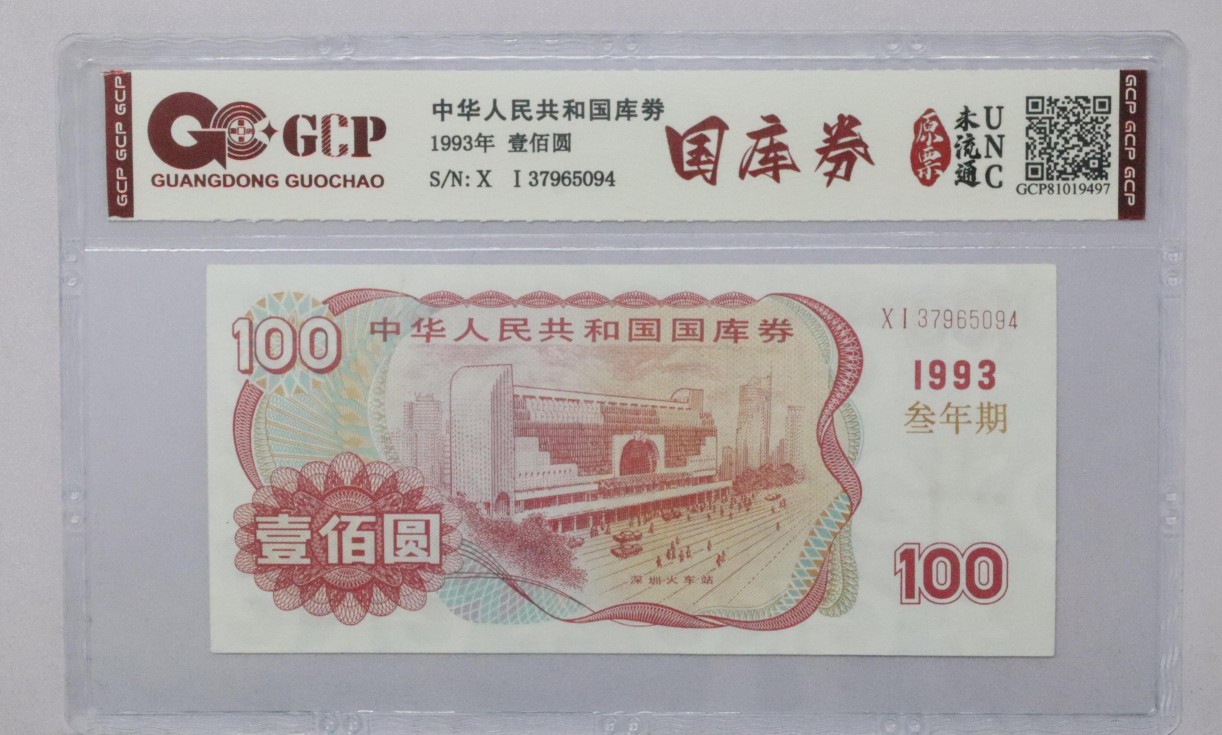 GCP GCP GCP
GCP
GUANGDONG GUOCHAO
中华人民共和国库券
1993年 壹佰圆
S/N: X I 37965094
国库券
原票
未流通
UNC
GCP81019497
GCP GCP GCP
100
中华人民共和国国库券
XI 37965094
1993
叁年期
壹佰圆
深圳火车站
100